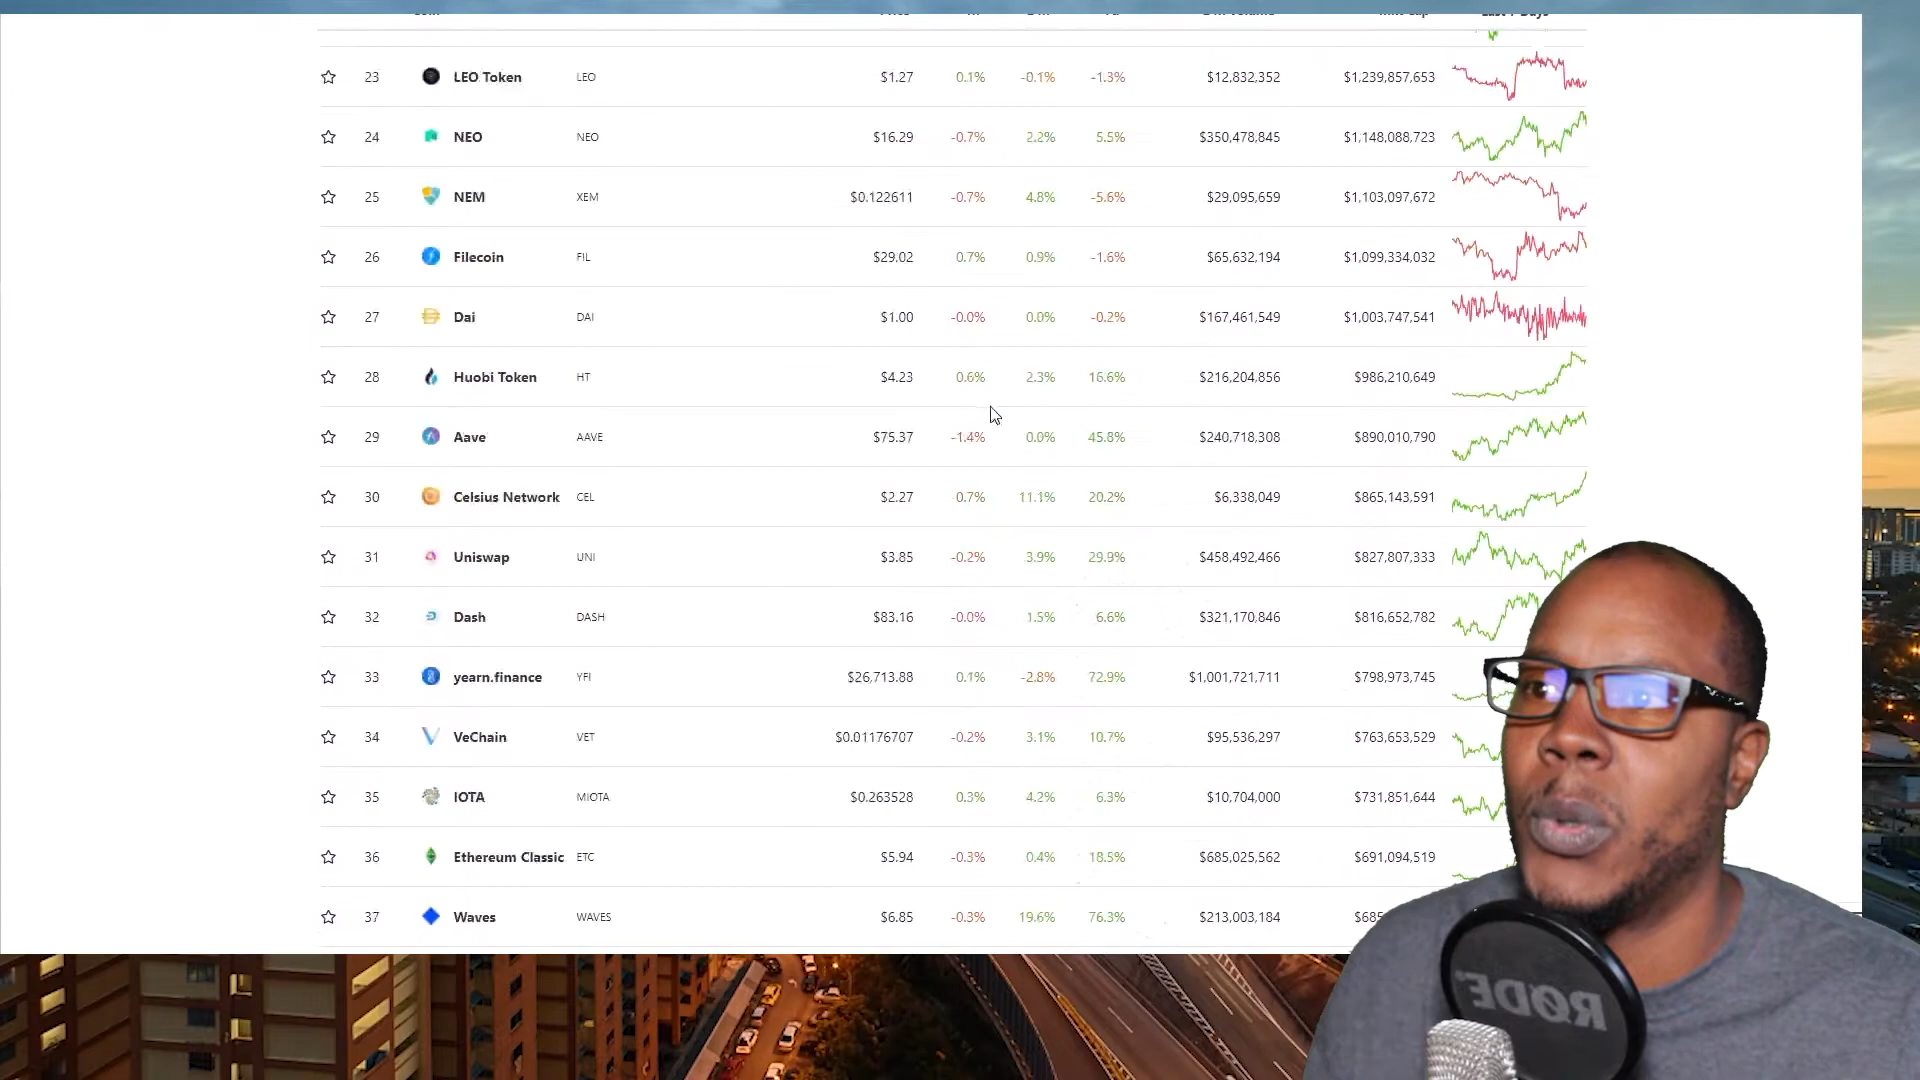 23 LEO Token LEO $1.27 0.1% -0.1% -1.3% $12,832,352 $1,239,857,653
24 NEO NEO $16.29 -0.7% 2.2% 5.5% $350,478,845 $1,148,088,723
25 NEM XEM $0.122611 -0.7% 4.8% -5.6% $29,095,659 $1,103,097,672
26 Filecoin FIL $29.02 0.7% 0.9% -1.6% $65,632,194 $1,099,334,032
27 Dai DAI $1.00 -0.0% 0.0% -0.2% $167,461,549 $1,003,747,541
28 Huobi Token HT $4.23 0.6% 2.3% 16.6% $216,204,856 $986,210,649
29 Aave AAVE $75.37 -1.4% 0.0% 45.8% $240,718,308 $890,010,790
30 Celsius Network CEL $2.27 0.7% 11.1% 20.2% $6,338,049 $865,143,591
31 Uniswap UNI $3.85 -0.2% 3.9% 29.9% $458,492,466 $827,807,333
32 Dash DASH $83.16 -0.0% 1.5% 6.6% $321,170,846 $816,652,782
33 yearn.finance YFI $26,713.88 0.1% -2.8% 72.9% $1,001,721,711 $798,973,745
34 VeChain VET $0.01176707 -0.2% 3.1% 10.7% $95,536,297 $763,653,529
35 IOTA MIOTA $0.263528 0.3% 4.2% 6.3% $10,704,000 $731,851,644
36 Ethereum Classic ETC $5.94 -0.3% 0.4% 18.5% $685,025,562 $691,094,519
37 Waves WAVES $6.85 -0.3% 19.6% 76.3% $213,003,184 $685
RØDE